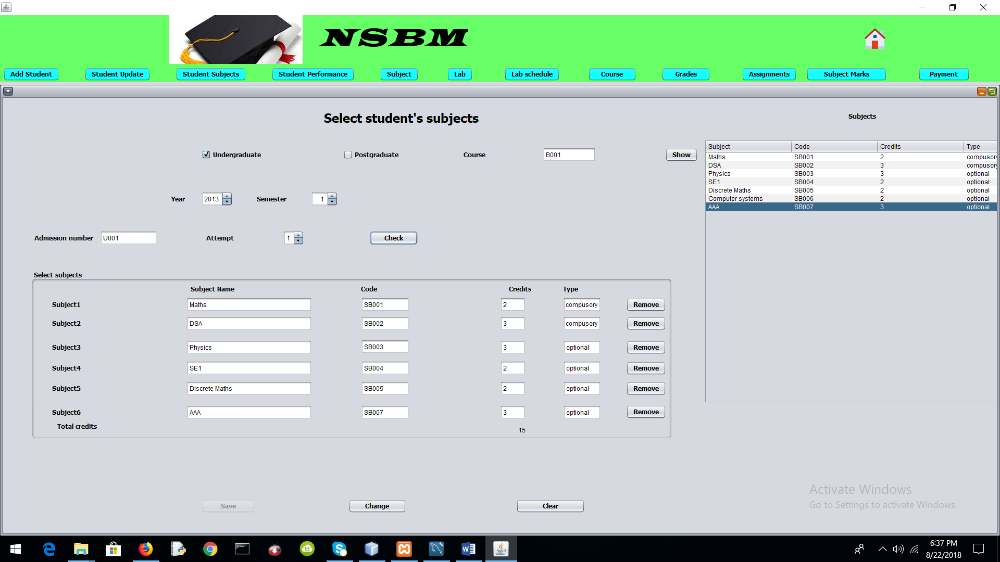 NSBM
Add Student Student Update Student Subjects Student Performance Subject Lab Lab schedule Course Grades Assignments Subject Marks Payment
Select student's subjects
Undergraduate Postgraduate Course B001 Show
Year 2013 Semester 1
Admission number U001 Attempt 1 Check
Select subjects
Subject Name Code Credits Type
Subject1 Maths SB001 2 compusory Remove
Subject2 DSA SB002 3 compusory Remove
Subject3 Physics SB003 3 optional Remove
Subject4 SE1 SB004 2 optional Remove
Subject5 Discrete Maths SB005 2 optional Remove
Subject6 AAA SB007 3 optional Remove
Total credits 15
Save Change Clear
Subjects
Subject Code Credits Type
Maths SB001 2 compusory
DSA SB002 3 compusory
Physics SB003 3 optional
SE1 SB004 2 optional
Discrete Maths SB005 2 optional
Computer systems SB006 2 optional
AAA SB007 3 optional
Activate Windows
Go to Settings to activate Windows.
6:37 PM
8/22/2018